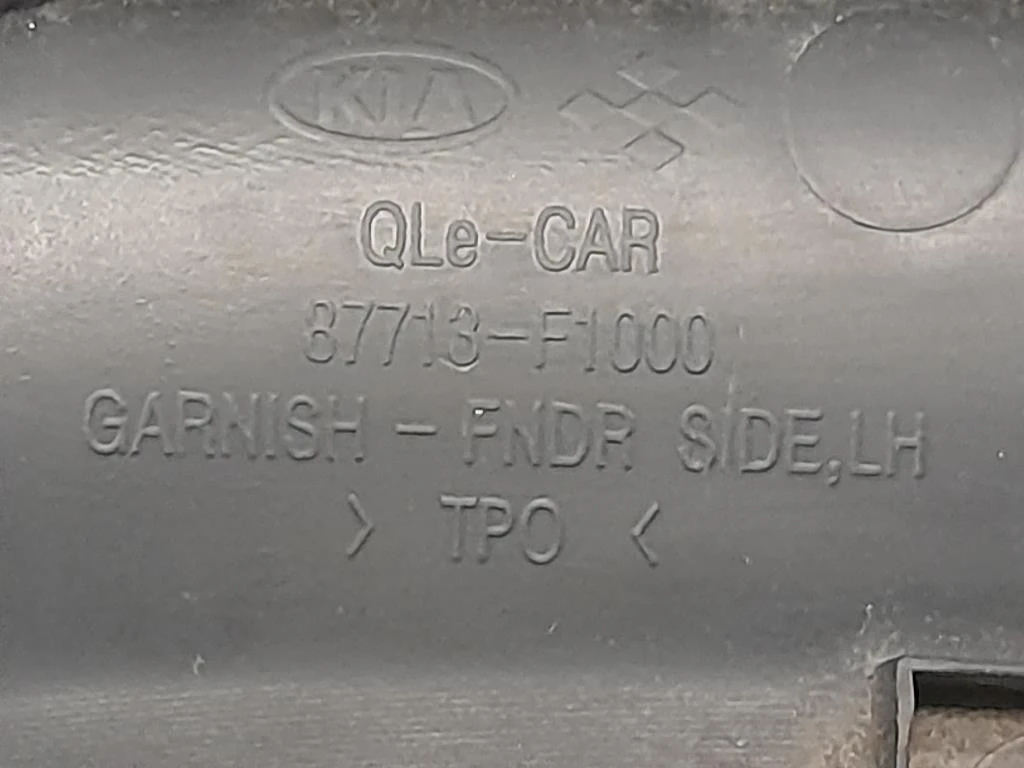 KIA
QLe-CAR
87713-F1000
GARNISH - FNDR SIDE,LH
> TPO <